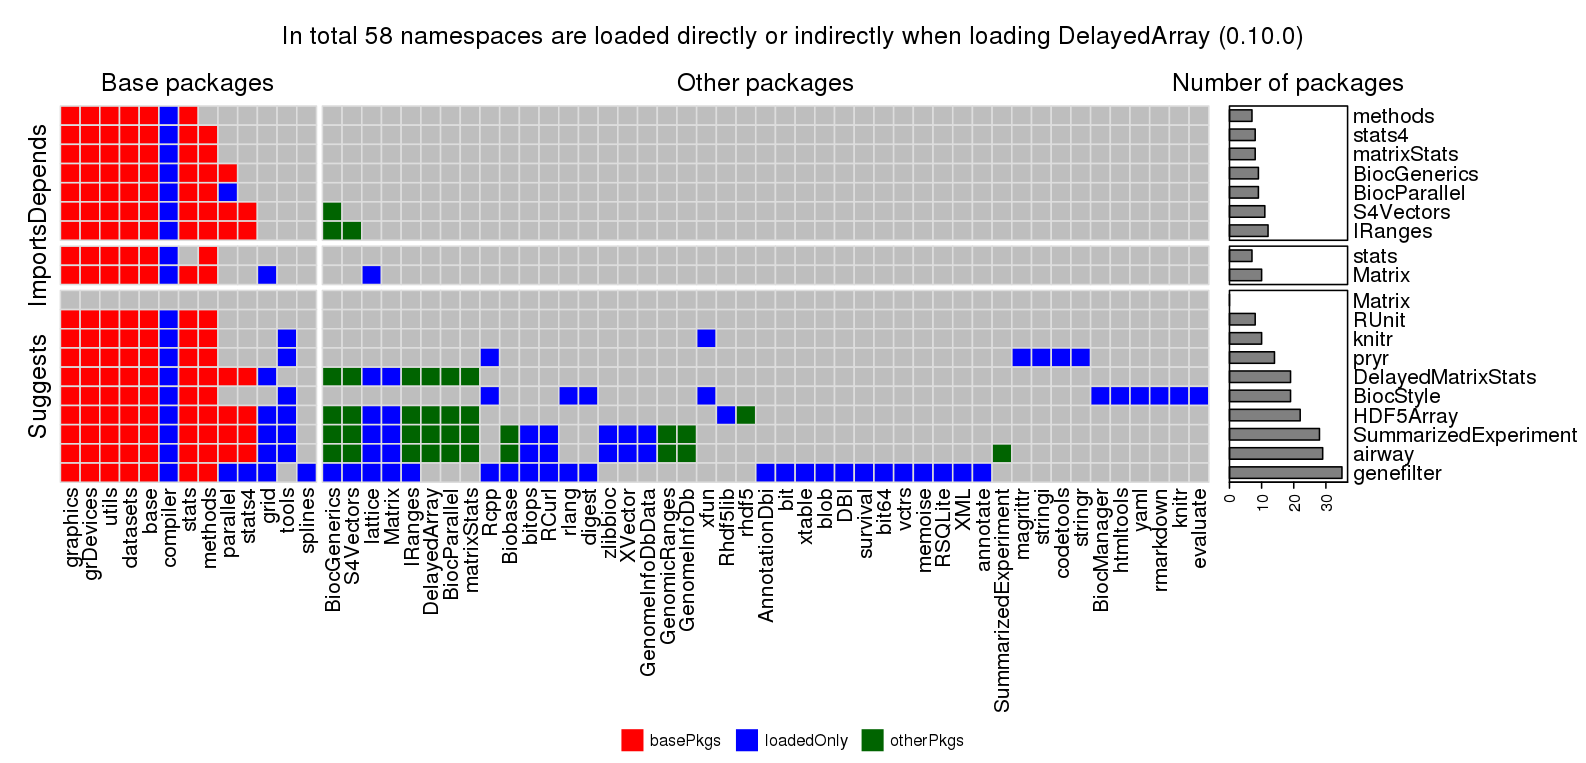 In total 58 namespaces are loaded directly or indirectly when loading DelayedArray (0.10.0)
Base packages
Other packages
Number of packages
Depends
methods
stats4
matrixStats
BiocGenerics
BiocParallel
S4Vectors
IRanges
Imports
stats
Matrix
Suggests
Matrix
RUnit
knitr
pryr
DelayedMatrixStats
BiocStyle
HDF5Array
SummarizedExperiment
airway
genefilter
0
10
20
30
graphics
grDevices
utils
datasets
base
compiler
stats
methods
parallel
stats4
grid
tools
splines
BiocGenerics
S4Vectors
lattice
Matrix
IRanges
DelayedArray
BiocParallel
matrixStats
Rcpp
Biobase
bitops
RCurl
rlang
digest
zlibbioc
XVector
GenomeInfoDbData
GenomicRanges
GenomeInfoDb
xfun
Rhdf5lib
rhdf5
AnnotationDbi
bit
xtable
blob
DBI
survival
bit64
vctrs
memoise
RSQLite
XML
annotate
SummarizedExperiment
magrittr
stringi
codetools
stringr
BiocManager
htmltools
yaml
rmarkdown
knitr
evaluate
basePkgs
loadedOnly
otherPkgs